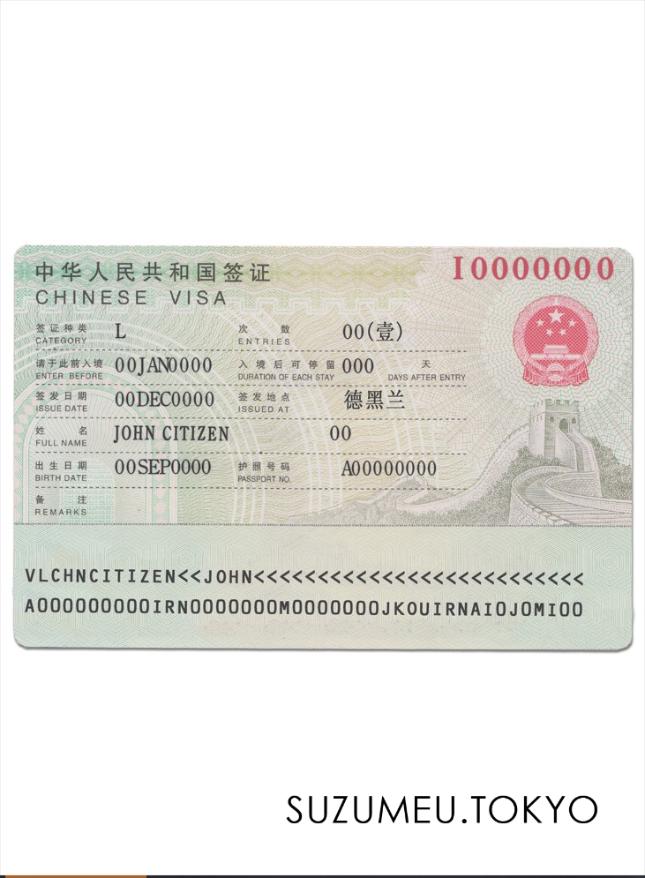 中华人民共和国签证
CHINESE VISA
I0000000
签证种类 L 次数 00(壹)
CATEGORY ENTRIES
请于此前入境 00JAN0000 入境后可停留 000 天
ENTER BEFORE DURATION OF EACH STAY DAYS AFTER ENTRY
签发日期 00DEC0000 签发地点 德黑兰
ISSUE DATE ISSUED AT
姓名 JOHN CITIZEN 00
FULL NAME
出生日期 00SEP0000 护照号码 A00000000
BIRTH DATE PASSPORT NO.
备注
REMARKS
VLCHNCITIZEN<<JOHN<<<<<<<<<<<<<<<<<<<<<<<<<<
A000000000IRN0000000M0000000JKOUIRNAIOJOMI00
SUZUMEU.TOKYO